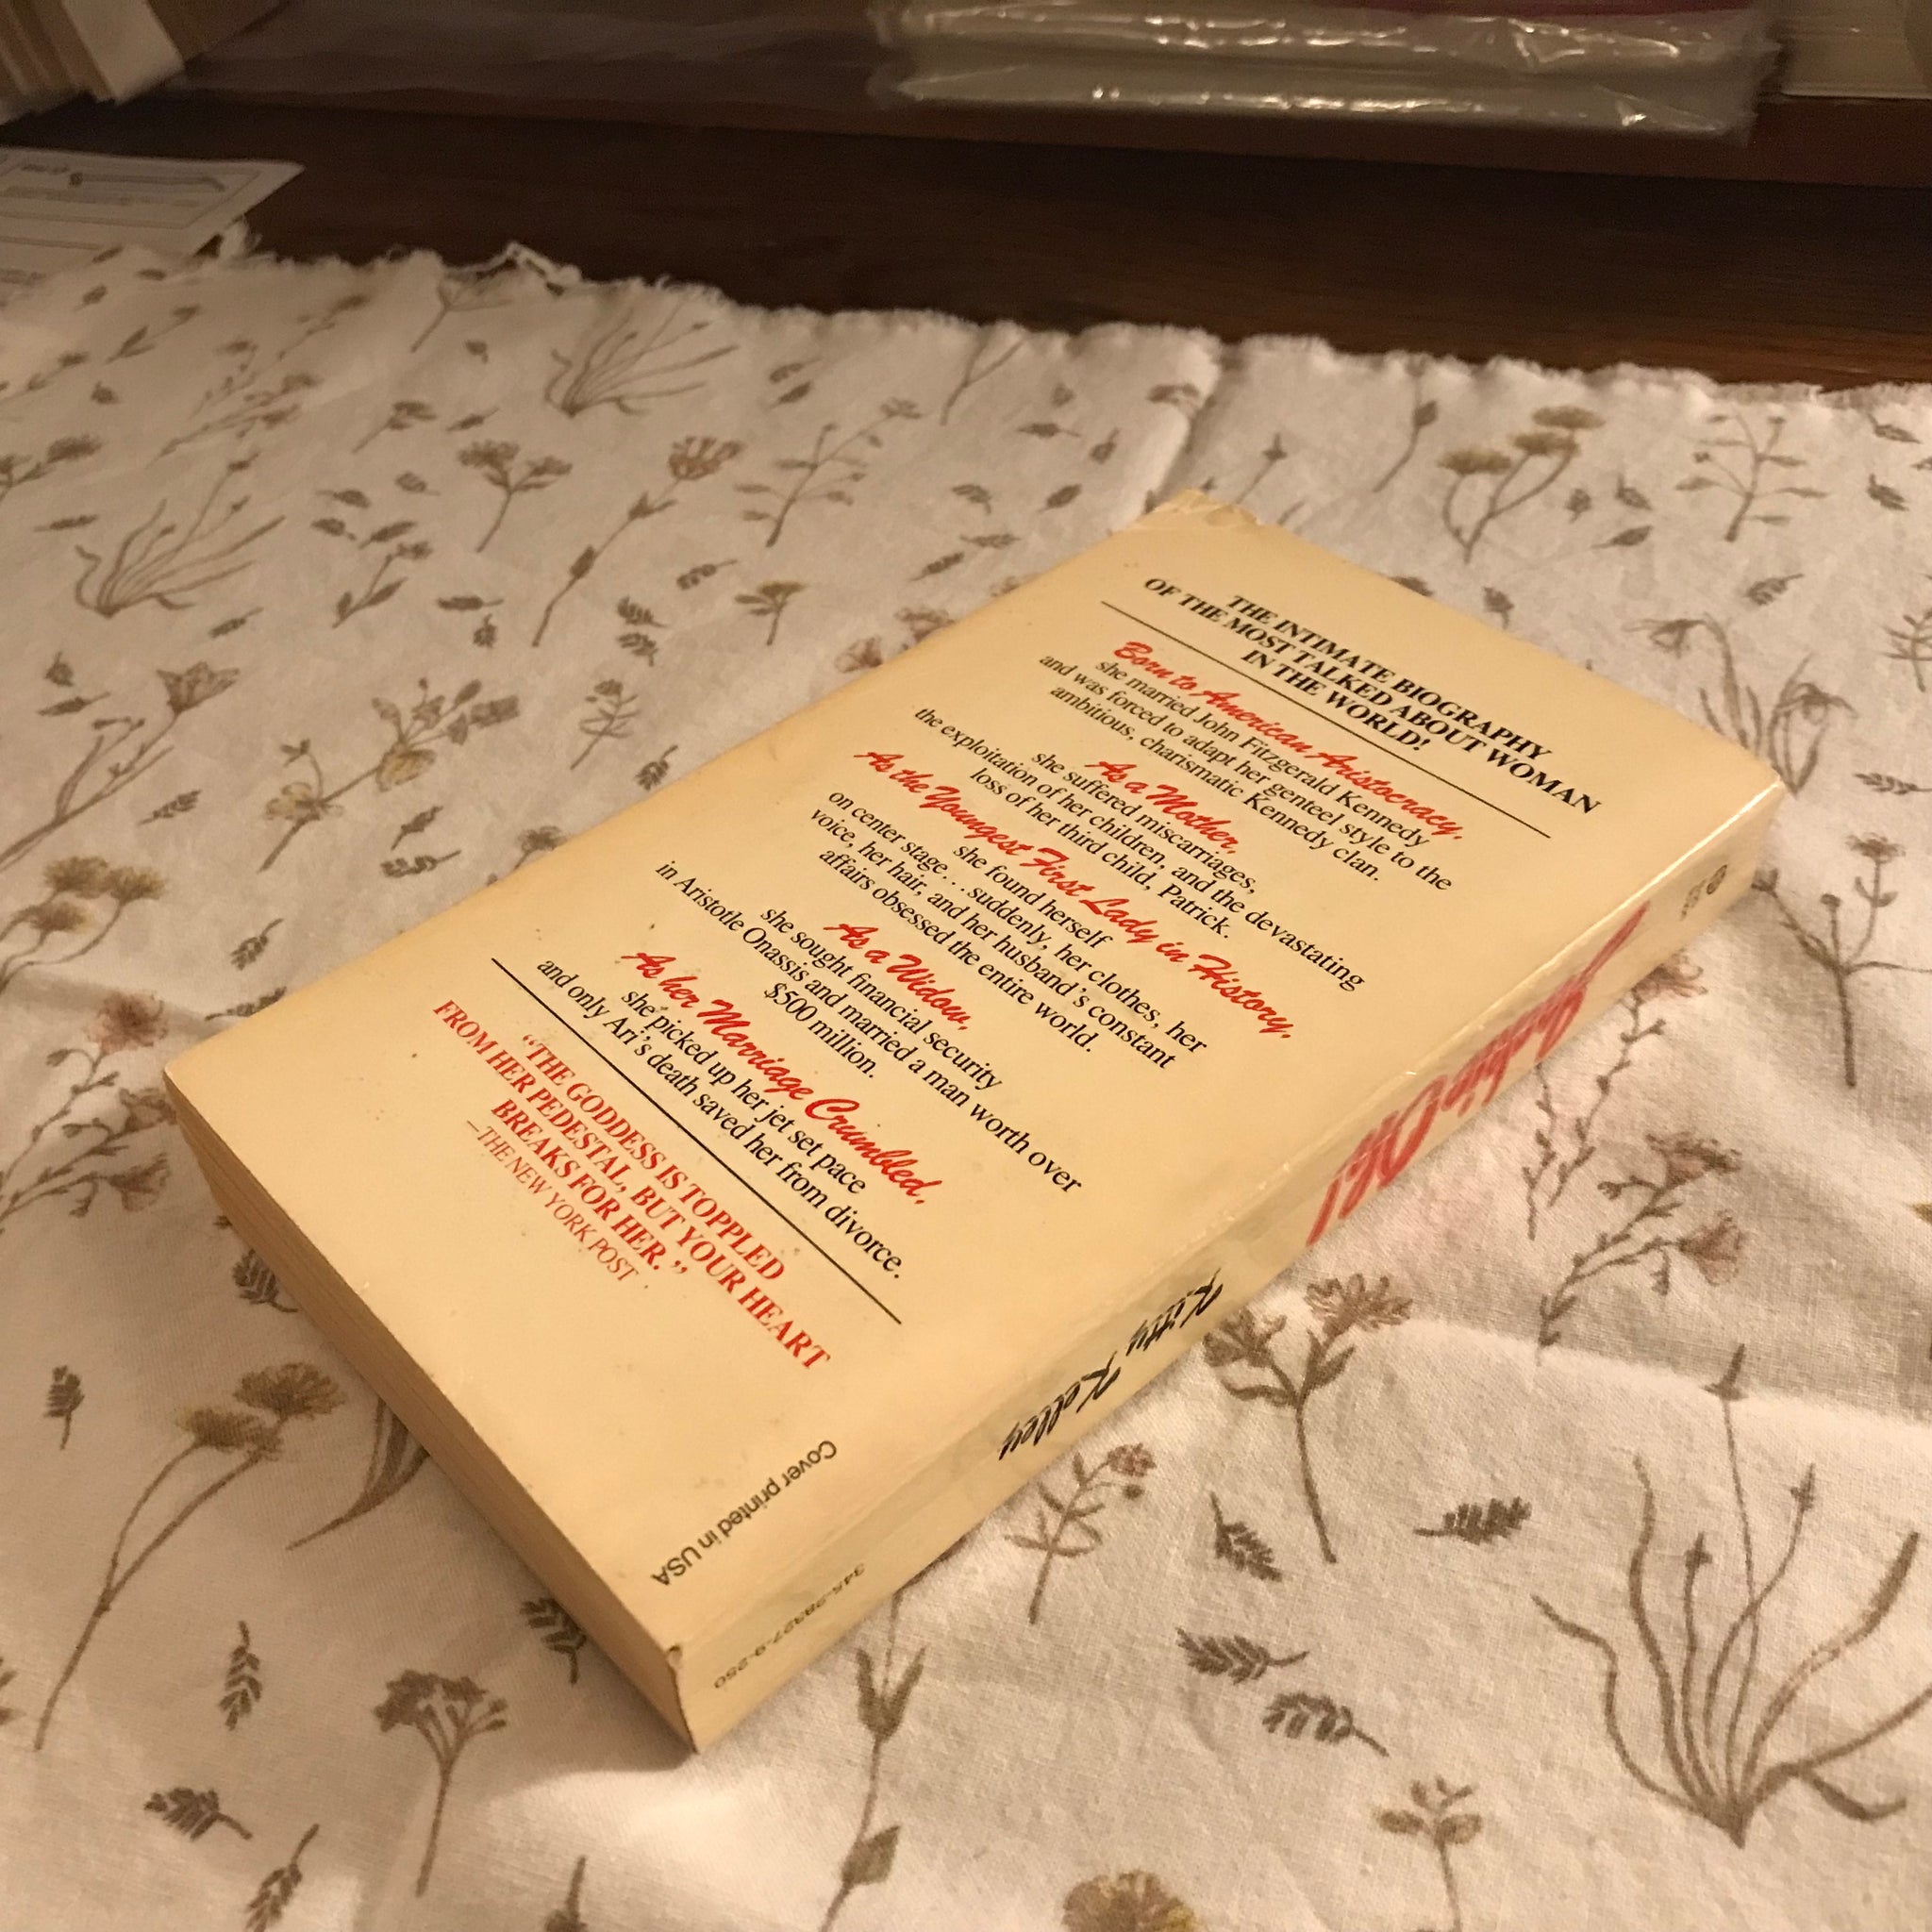 THE INTIMATE BIOGRAPHY
OF THE MOST TALKED ABOUT WOMAN
IN THE WORLD!
Born to American Aristocracy,
she married John Fitzgerald Kennedy
and was forced to adapt her genteel style to the
ambitious, charismatic Kennedy clan.
As a Mother,
she suffered miscarriages,
the exploitation of her children, and the devastating
loss of her third child, Patrick.
As the Youngest First Lady in History,
she found herself
on center stage...suddenly, her clothes, her
voice, her hair, and her husband's constant
affairs obsessed the entire world.
As a Widow,
she sought financial security
in Aristotle Onassis and married a man worth over
$500 million.
As her Marriage Crumbled,
she picked up her jet set pace
and only Ari's death saved her from divorce.
"THE GODDESS IS TOPPLED
FROM HER PEDESTAL, BUT YOUR HEART
BREAKS FOR HER."
—THE NEW YORK POST
Cover printed in USA
Jackie Oh!
Kitty Kelley
345-28327-9-250